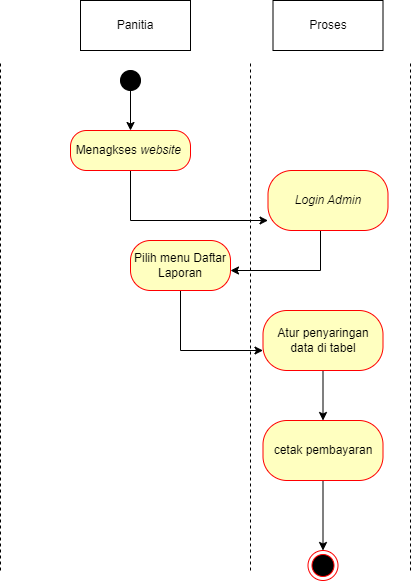 Panitia
Proses
Menagkses website
Login Admin
Pilih menu Daftar
Laporan
Atur penyaringan
data di tabel
cetak pembayaran